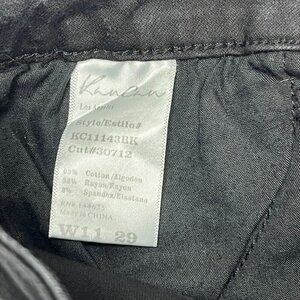 Kancan
Los Angeles
Style/Estilo#
KC11143BK
Cut#30712
Cotton/Algodon
Rayon/Rayon
Spandex/Elastano
MADE IN CHINA
W11 29